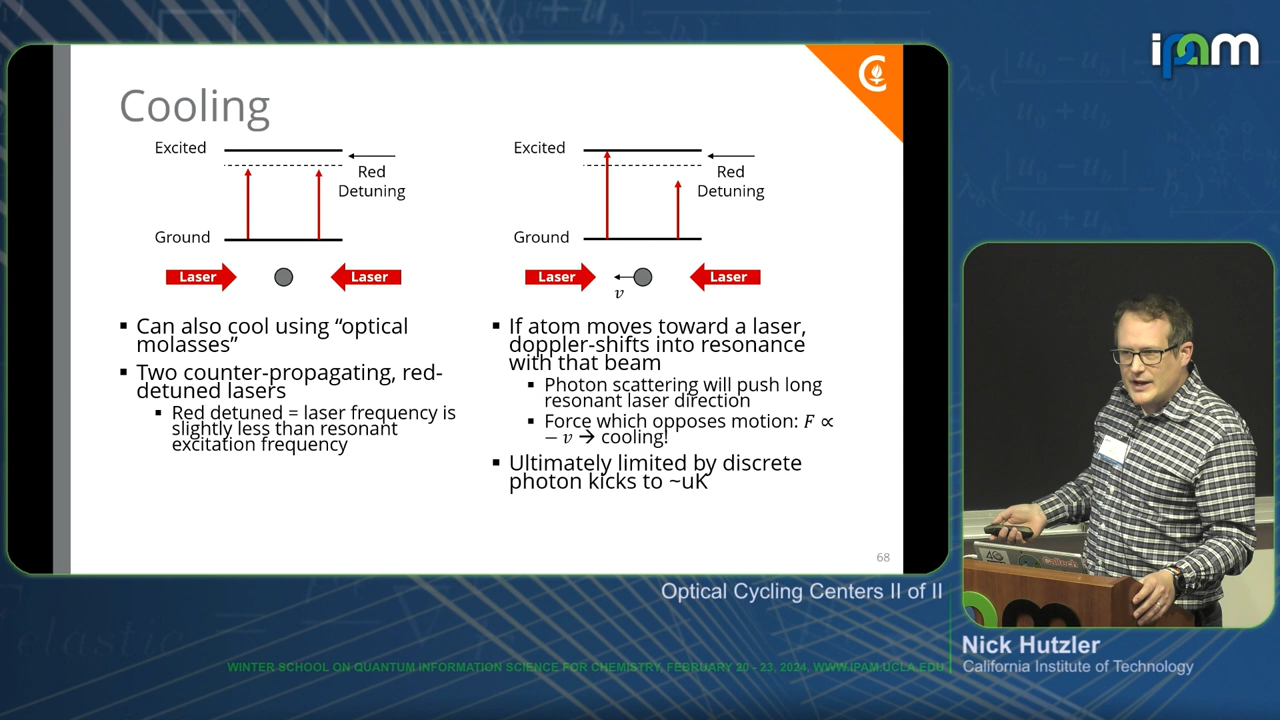 ipam
Cooling
Excited
Red
Detuning
Ground
Laser
Laser
Excited
Red
Detuning
Ground
Laser
Laser
v
▪ Can also cool using “optical
molasses”
▪ Two counter-propagating, red-
detuned lasers
▪ Red detuned = laser frequency is
slightly less than resonant
excitation frequency
▪ If atom moves toward a laser,
doppler-shifts into resonance
with that beam
▪ Photon scattering will push long
resonant laser direction
▪ Force which opposes motion: F ∝
− v → cooling!
▪ Ultimately limited by discrete
photon kicks to ~uK
68
Caltech
Optical Cycling Centers II of II
Nick Hutzler
California Institute of Technology
WINTER SCHOOL ON QUANTUM INFORMATION SCIENCE FOR CHEMISTRY, FEBRUARY 20 - 23, 2024, WWW.IPAM.UCLA.EDU
elastic